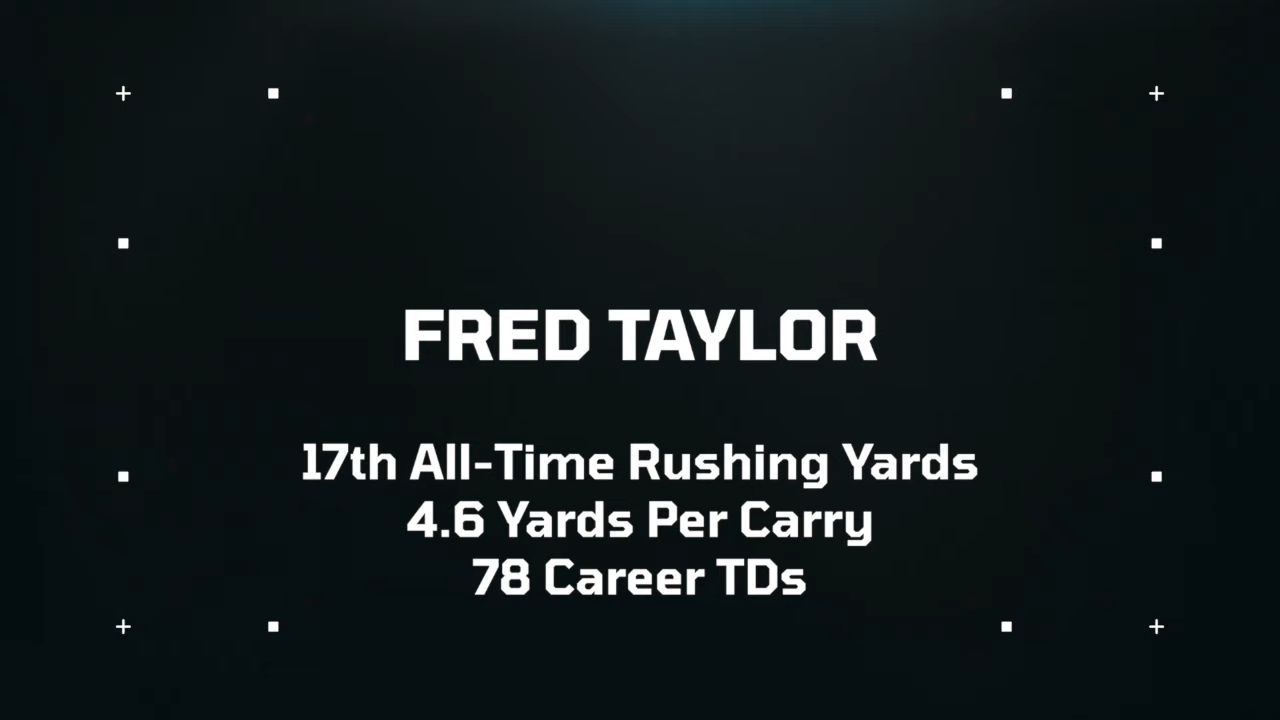 FRED TAYLOR
17th All-Time Rushing Yards
4.6 Yards Per Carry
78 Career TDs